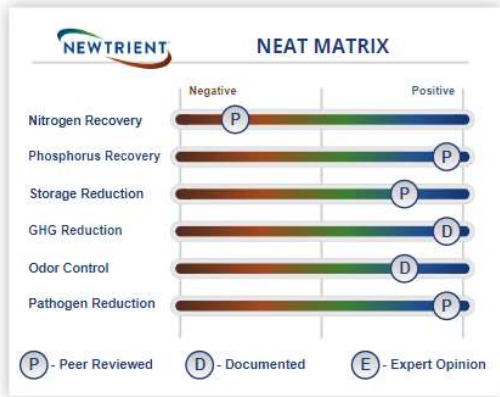 NEWTRIENT
NEAT MATRIX
Negative Positive
Nitrogen Recovery P
Phosphorus Recovery P
Storage Reduction P
GHG Reduction D
Odor Control D
Pathogen Reduction P
P - Peer Reviewed D - Documented E - Expert Opinion